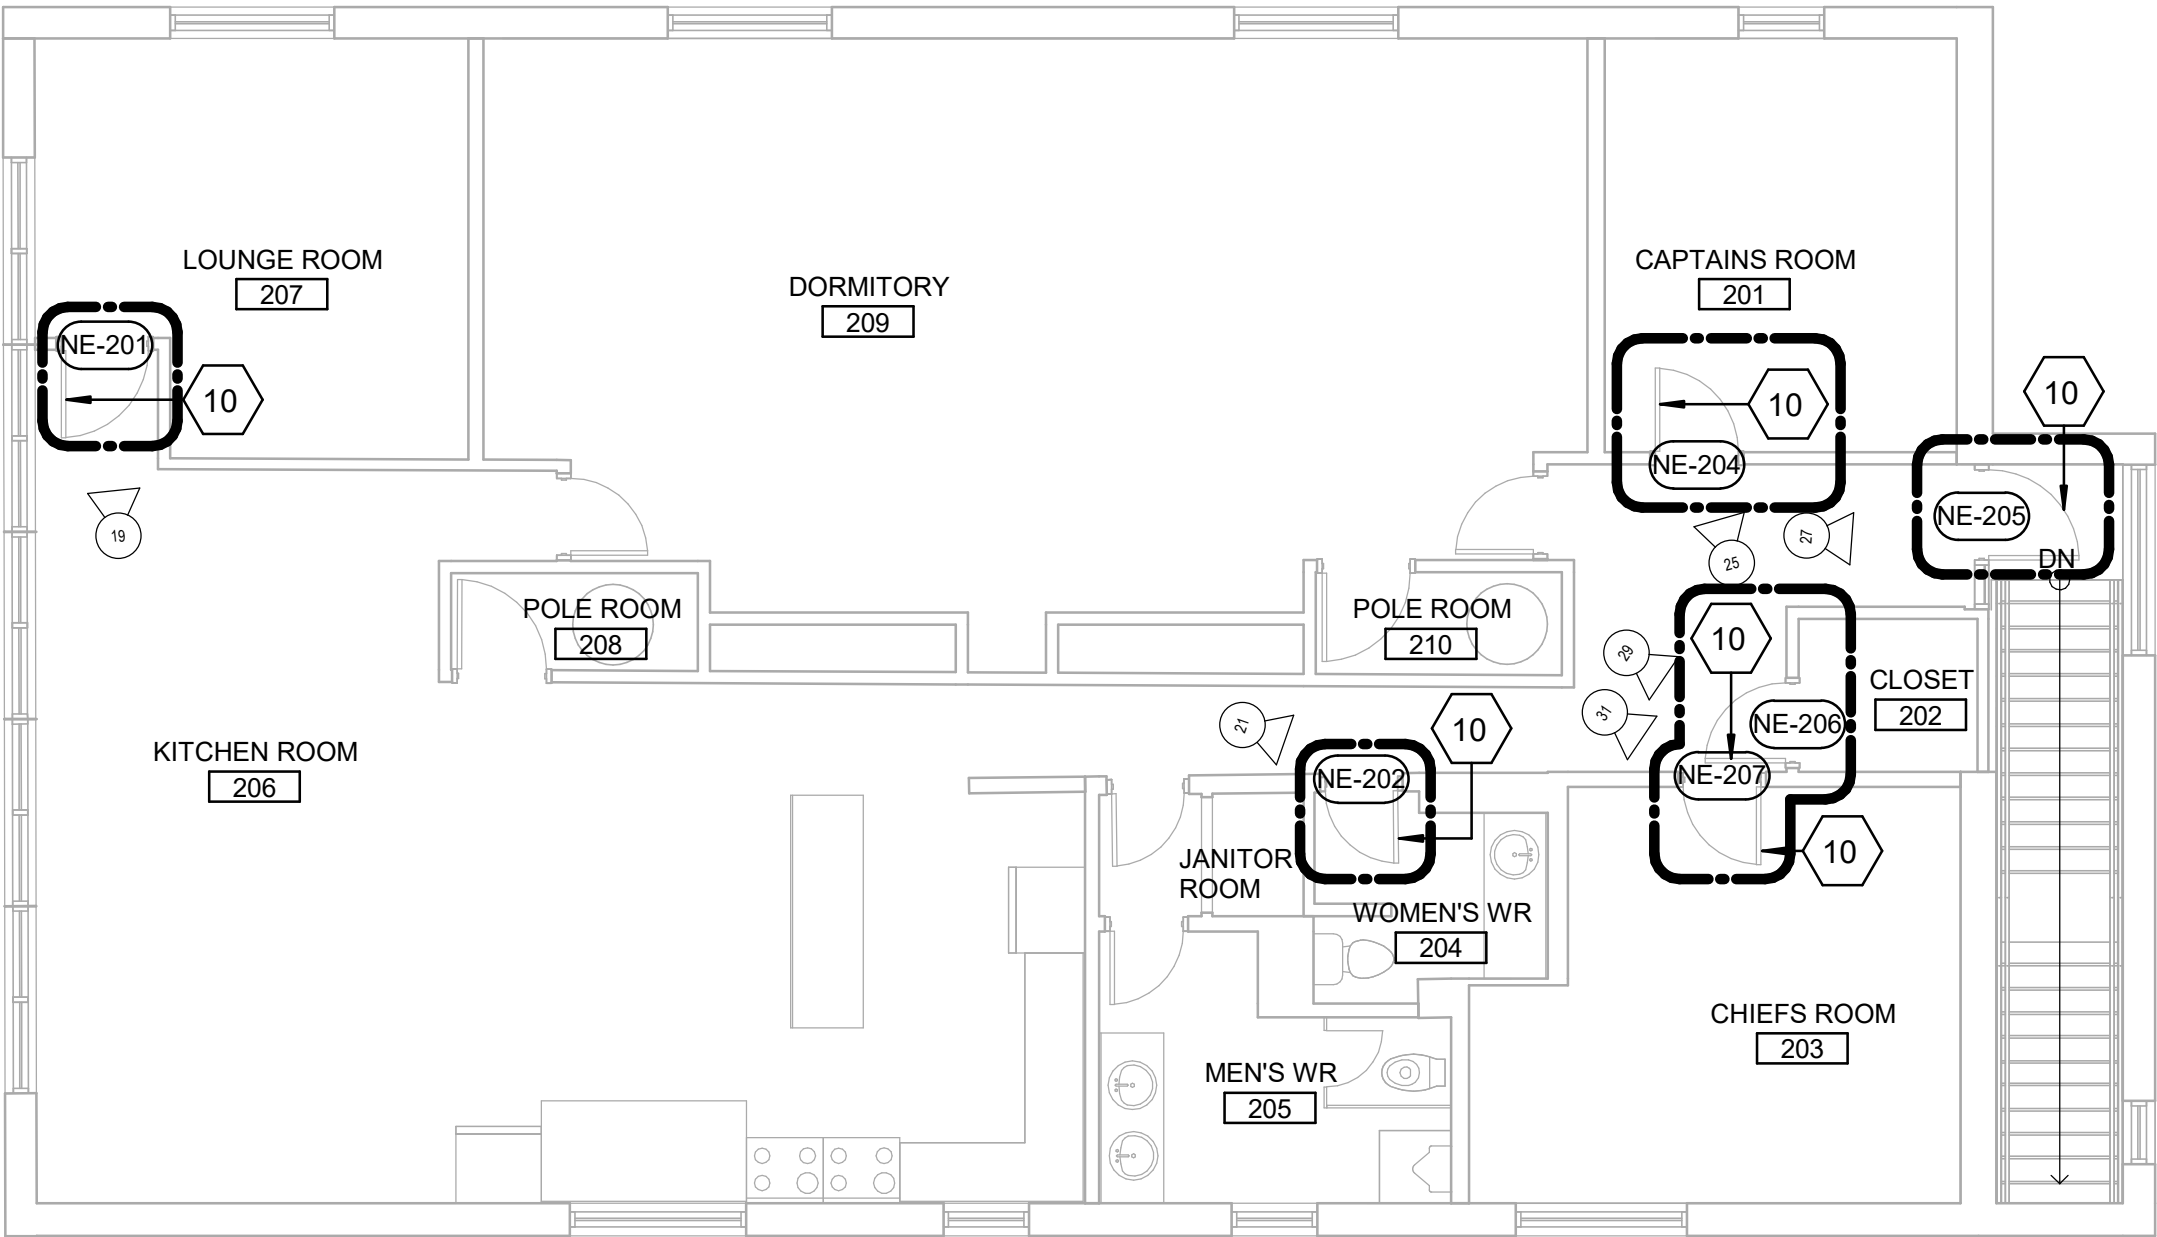 LOUNGE ROOM
207
DORMITORY
209
CAPTAINS ROOM
201
NE-201
10
10
NE-204
10
NE-205
19
25
27
DN
POLE ROOM
208
POLE ROOM
210
10
29
CLOSET
202
31
NE-206
21
10
KITCHEN ROOM
206
NE-202
NE-207
JANITOR
ROOM
10
WOMEN'S WR
204
CHIEFS ROOM
203
MEN'S WR
205